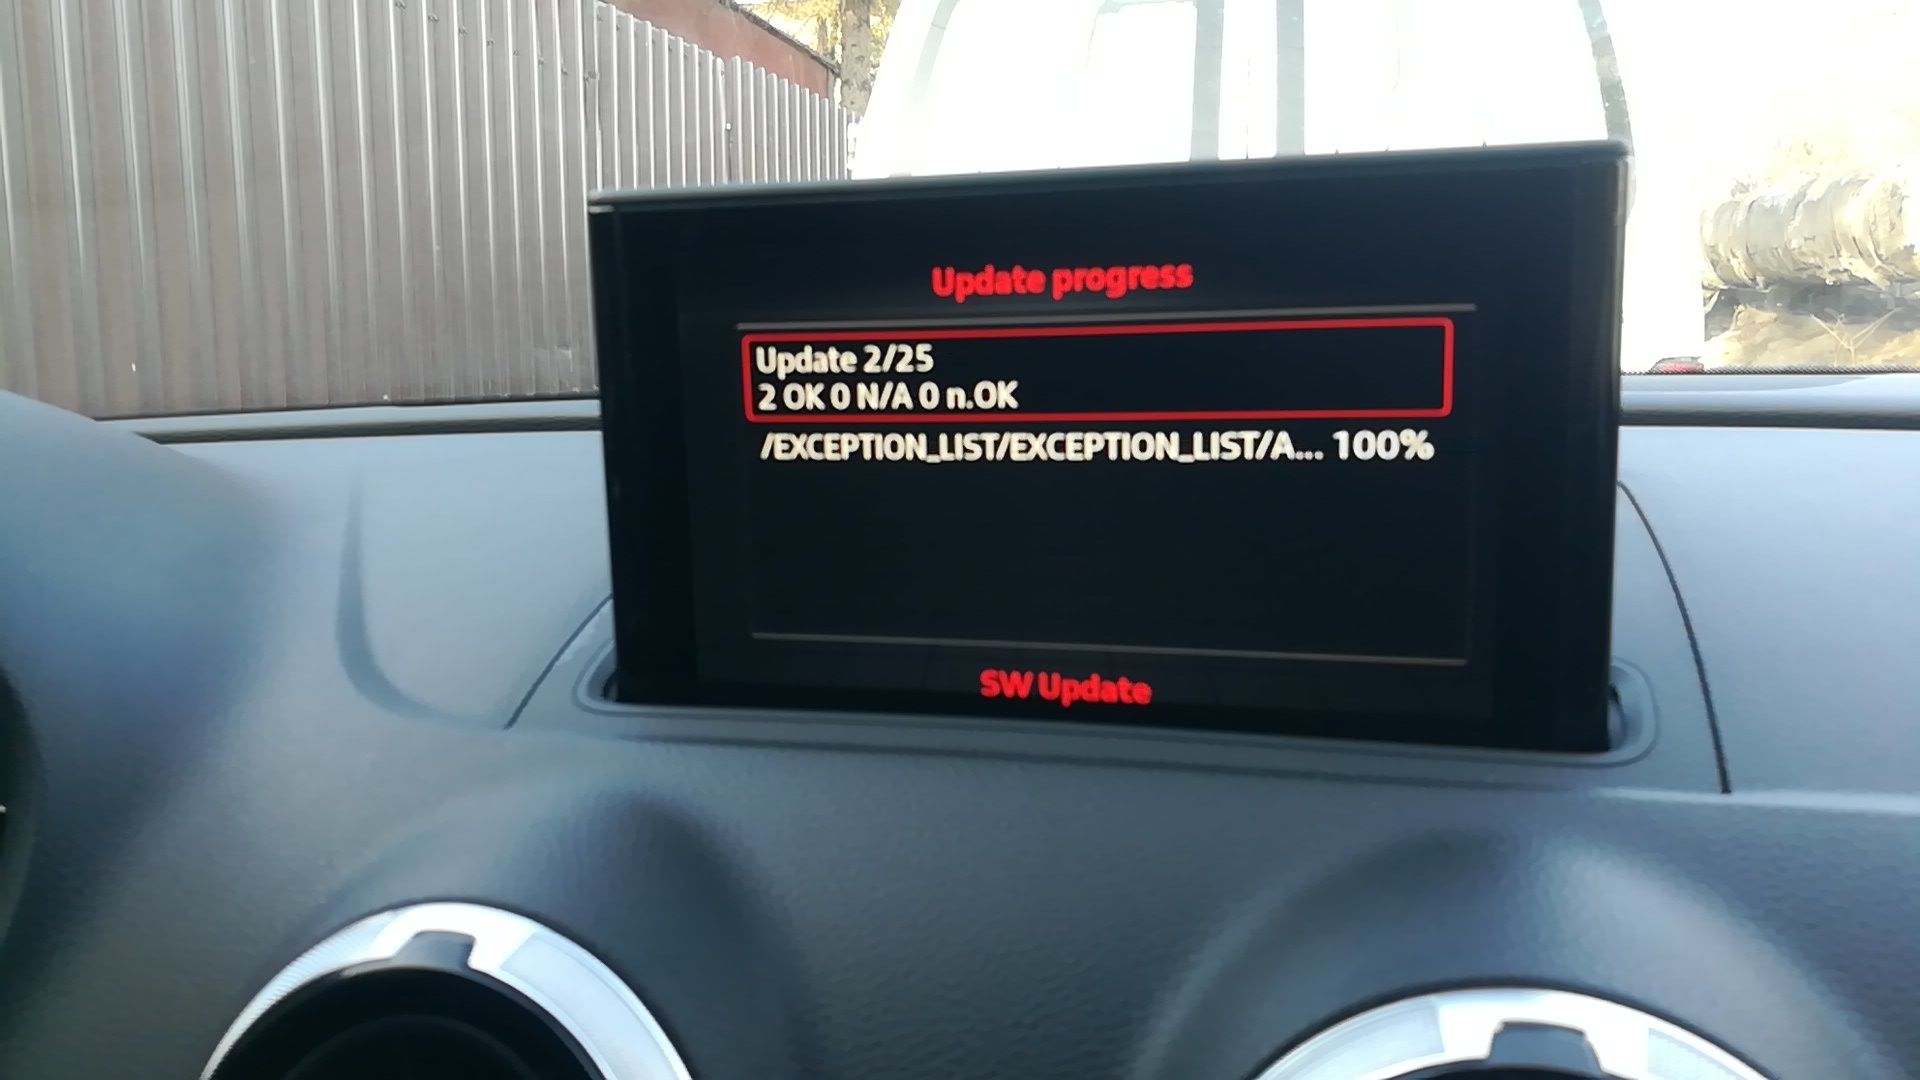 Update progress
Update 2/25
2 OK 0 N/A 0 n.OK
/EXCEPTION_LIST/EXCEPTION_LIST/A... 100%
SW Update